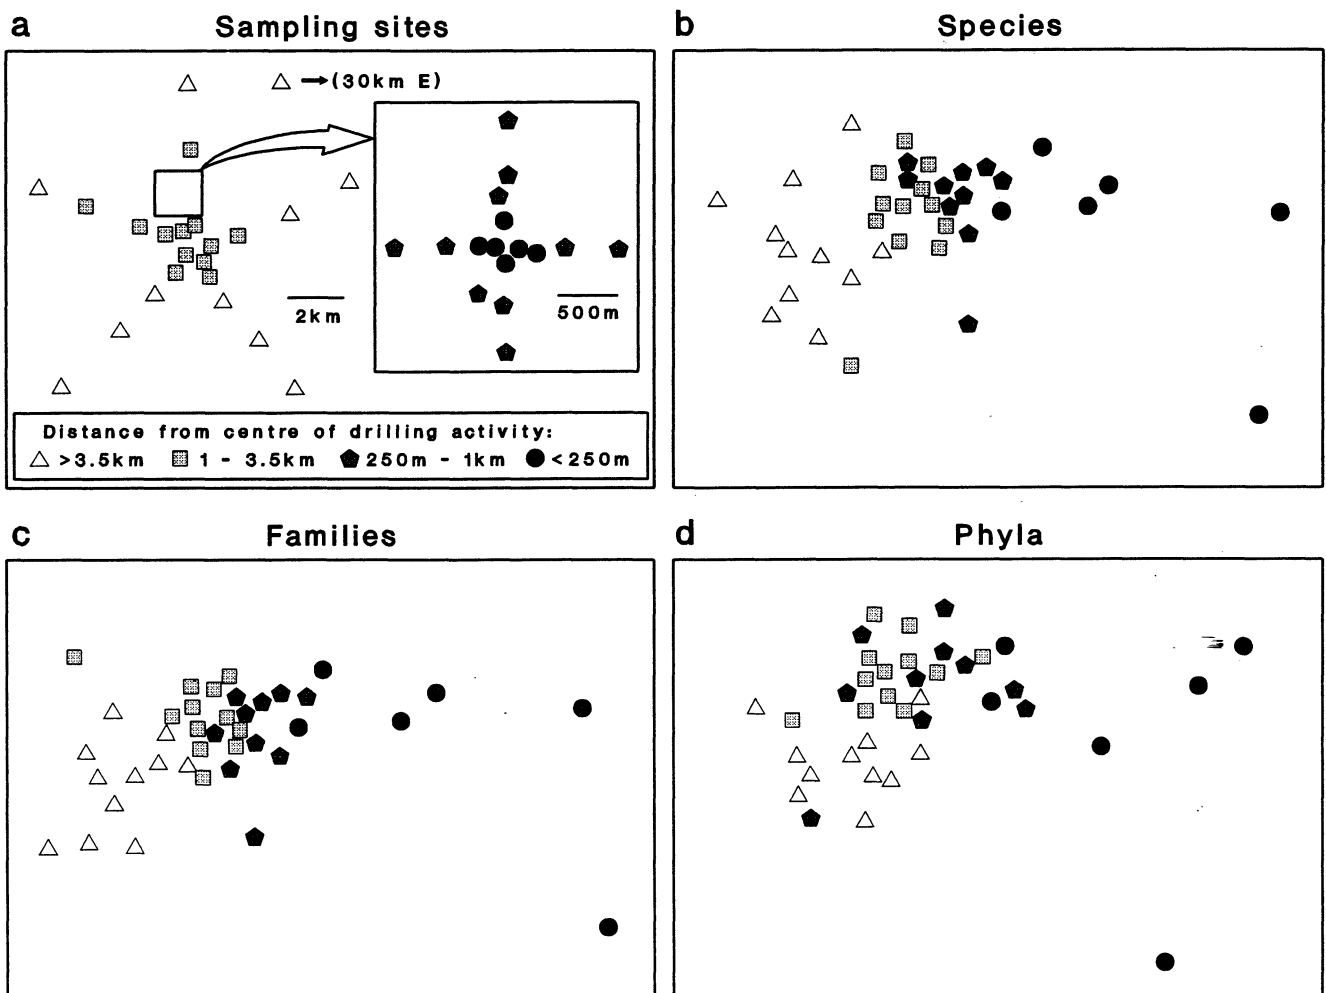 a Sampling sites
→(30km E)
2km
500m
Distance from centre of drilling activity:
>3.5km 1 - 3.5km 250m - 1km <250m
b Species
c Families
d Phyla